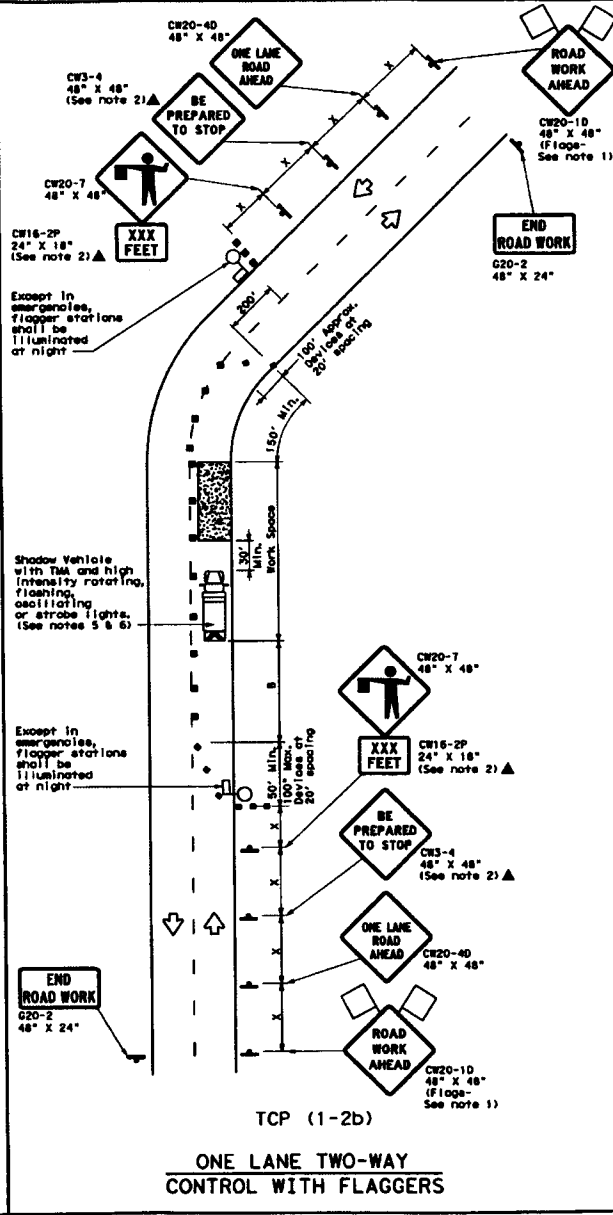 CW20-4D
48" X 48"
ONE LANE
ROAD
AHEAD
CW3-4
48" X 48"
(See note 2)▲
BE
PREPARED
TO STOP
CW20-7
48" X 48"
XXX
FEET
CW16-2P
24" X 18"
(See note 2)▲
ROAD
WORK
AHEAD
CW20-1D
48" X 48"
(Flags-
See note 1)
END
ROAD WORK
G20-2
48" X 24"
X
X
X
Except in
emergencies,
flagger stations
shall be
illuminated
at night
200'
100' Approx.
Devices at
20' spacing
150' Min.
Work Space
30'
Min.
Shadow Vehicle
with TMA and high
intensity rotating,
flashing,
oscillating
or strobe lights.
(See notes 5 & 6)
B
Except in
emergencies,
flagger stations
shall be
illuminated
at night
50' Min.
100' Max.
Devices at
20' spacing
CW20-7
48" X 48"
XXX
FEET
CW16-2P
24" X 18"
(See note 2)▲
X
BE
PREPARED
TO STOP
CW3-4
48" X 48"
(See note 2)▲
X
ONE LANE
ROAD
AHEAD
CW20-4D
48" X 48"
X
X
END
ROAD WORK
G20-2
48" X 24"
ROAD
WORK
AHEAD
CW20-1D
48" X 48"
(Flags-
See note 1)
TCP (1-2b)
ONE LANE TWO-WAY
CONTROL WITH FLAGGERS